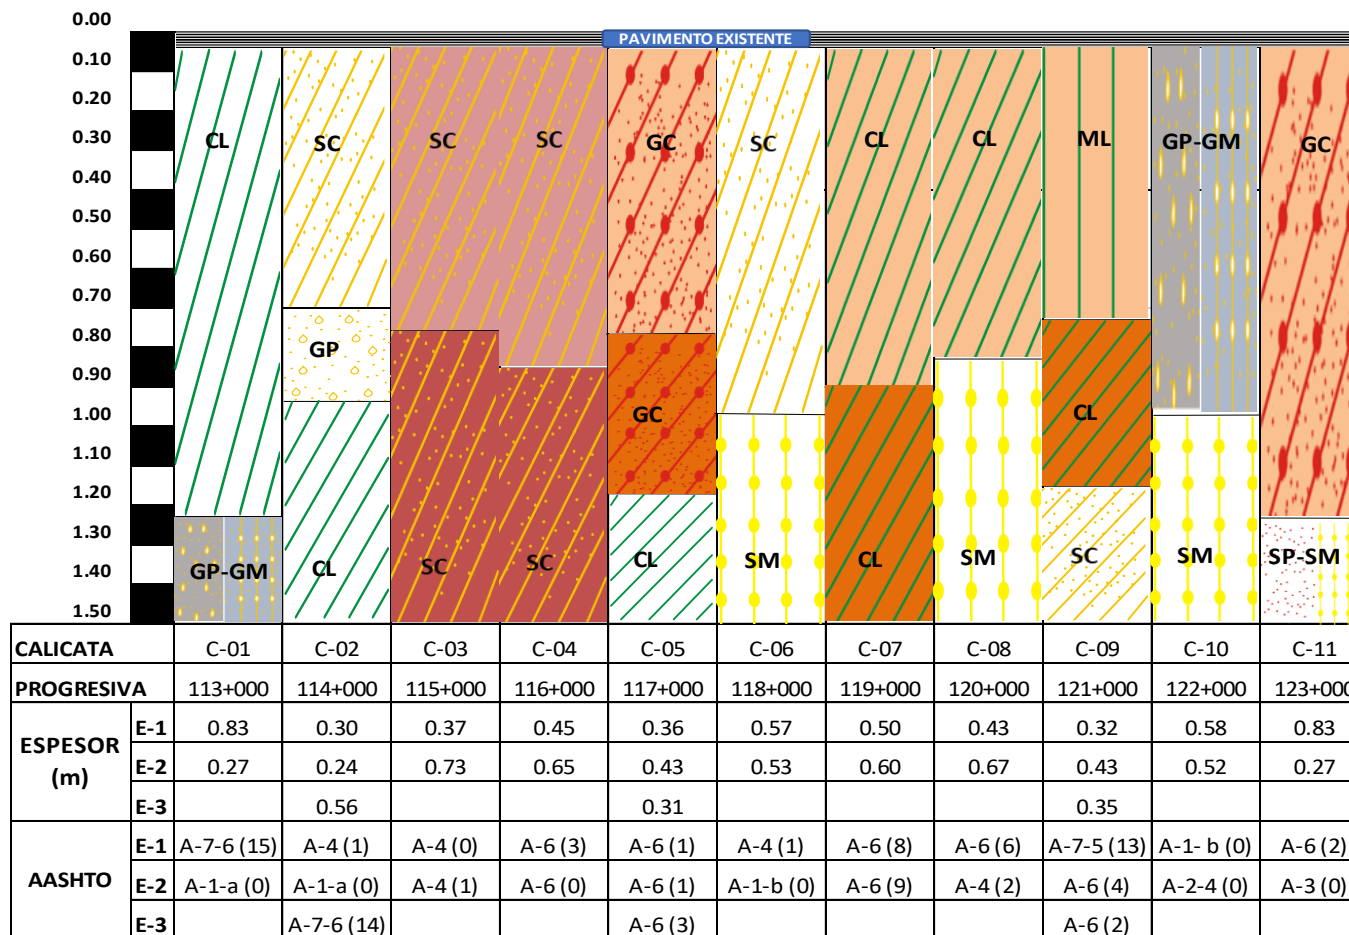 0.00
PAVIMENTO EXISTENTE
0.10
0.20
0.30
CL SC SC SC GC SC CL CL ML GP-GM GC
0.40
0.50
0.60
0.70
0.80
GP
0.90
1.00
GC CL
1.10
1.20
1.30
1.40
GP-GM CL SC SC CL SM CL SM SC SM SP-SM
1.50
CALICATA C-01 C-02 C-03 C-04 C-05 C-06 C-07 C-08 C-09 C-10 C-11
PROGRESIVA 113+000 114+000 115+000 116+000 117+000 118+000 119+000 120+000 121+000 122+000 123+000
ESPESOR (m)
E-1 0.83 0.30 0.37 0.45 0.36 0.57 0.50 0.43 0.32 0.58 0.83
E-2 0.27 0.24 0.73 0.65 0.43 0.53 0.60 0.67 0.43 0.52 0.27
E-3 0.56 0.31 0.35
AASHTO
E-1 A-7-6 (15) A-4 (1) A-4 (0) A-6 (3) A-6 (1) A-4 (1) A-6 (8) A-6 (6) A-7-5 (13) A-1- b (0) A-6 (2)
E-2 A-1-a (0) A-1-a (0) A-4 (1) A-6 (0) A-6 (1) A-1-b (0) A-6 (9) A-4 (2) A-6 (4) A-2-4 (0) A-3 (0)
E-3 A-7-6 (14) A-6 (3) A-6 (2)